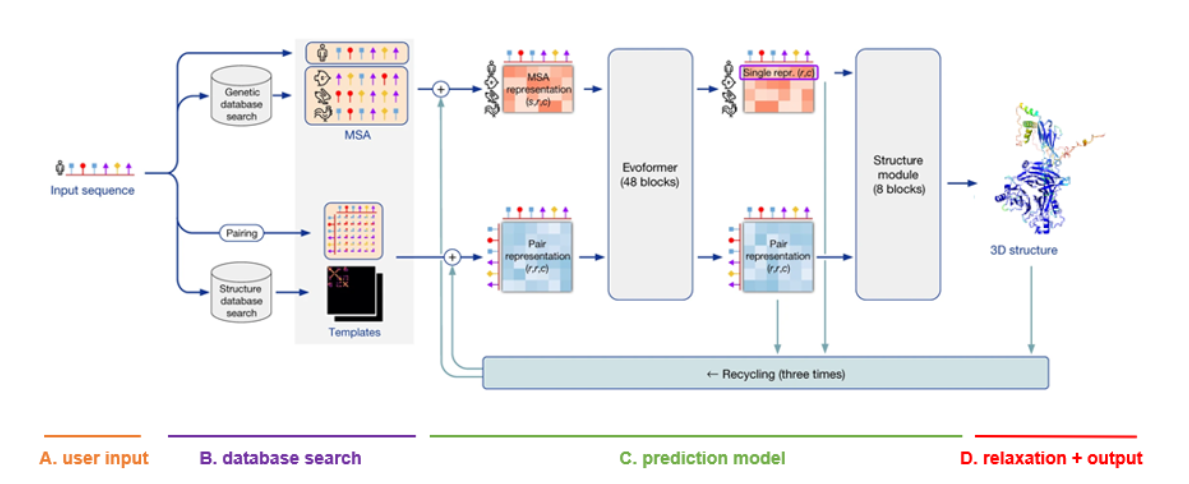 Genetic
database
search
MSA
Input sequence
Pairing
Structure
database
search
Templates
+
+
MSA
representation
(s,r,c)
Pair
representation
(r,r,c)
Evoformer
(48 blocks)
Single repr. (r,c)
Pair
representation
(r,r,c)
Structure
module
(8 blocks)
3D structure
← Recycling (three times)
A. user input
B. database search
C. prediction model
D. relaxation + output